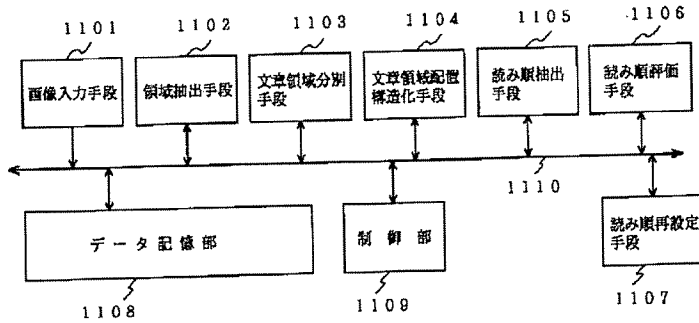 1101
1102
1103
1104
1105
1106
画像入力手段
領域抽出手段
文章領域分別
手段
文章領域配置
構造化手段
読み順抽出
手段
読み順評価
手段
1110
データ記憶部
制御部
読み順再設定
手段
1108
1109
1107